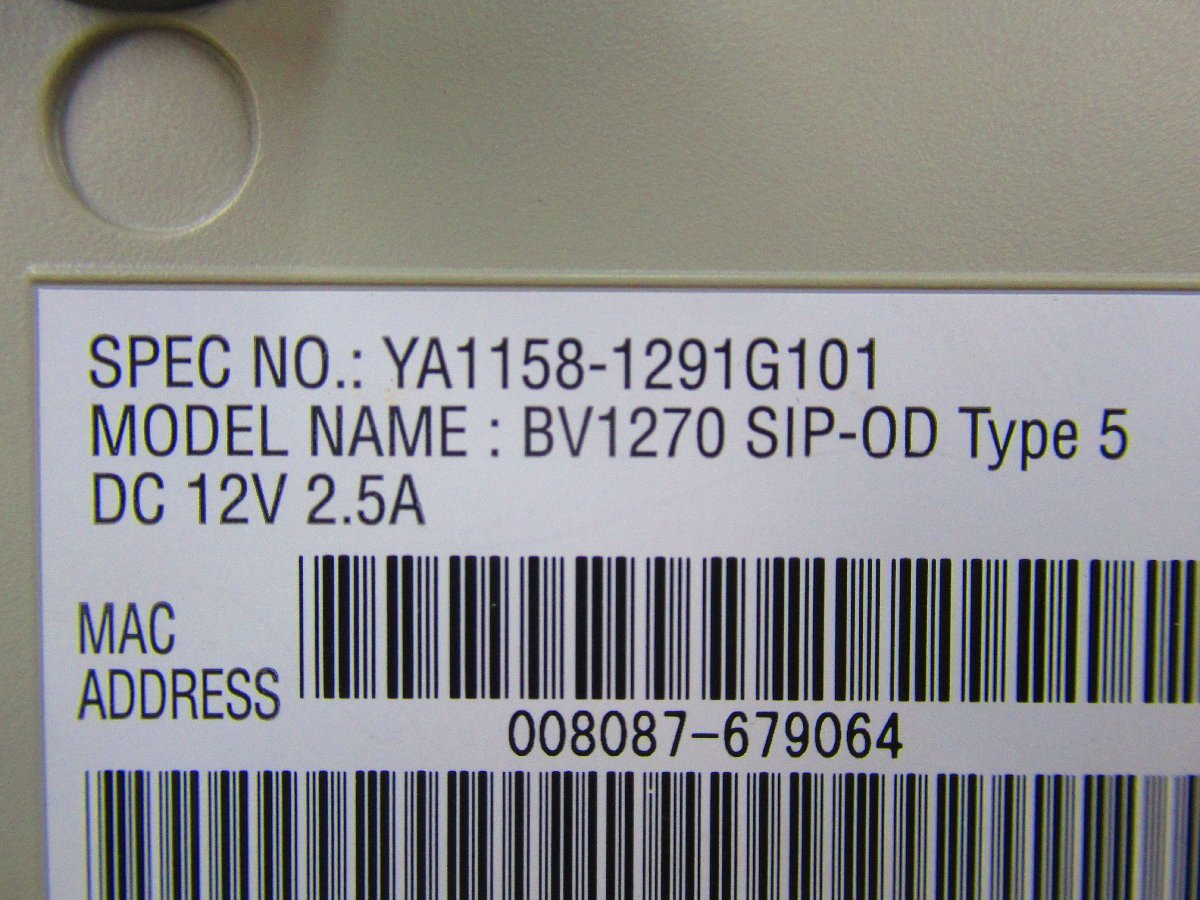 SPEC NO.: YA1158-1291G101
MODEL NAME : BV1270 SIP-OD Type 5
DC 12V 2.5A
MAC
ADDRESS
008087-679064